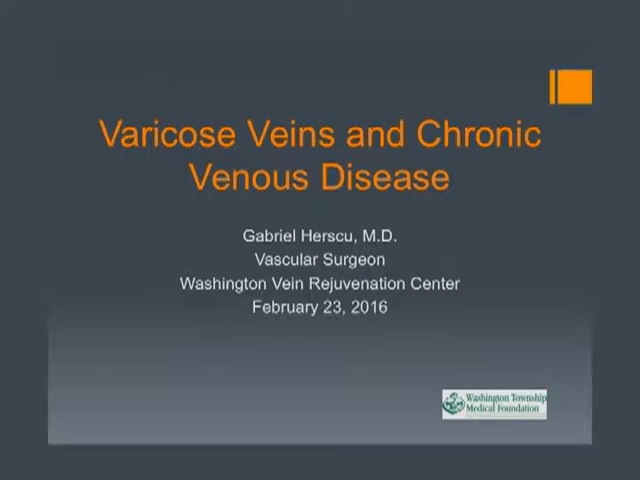 Varicose Veins and Chronic
Venous Disease
Gabriel Herscu, M.D.
Vascular Surgeon
Washington Vein Rejuvenation Center
February 23, 2016
Washington Township
Medical Foundation